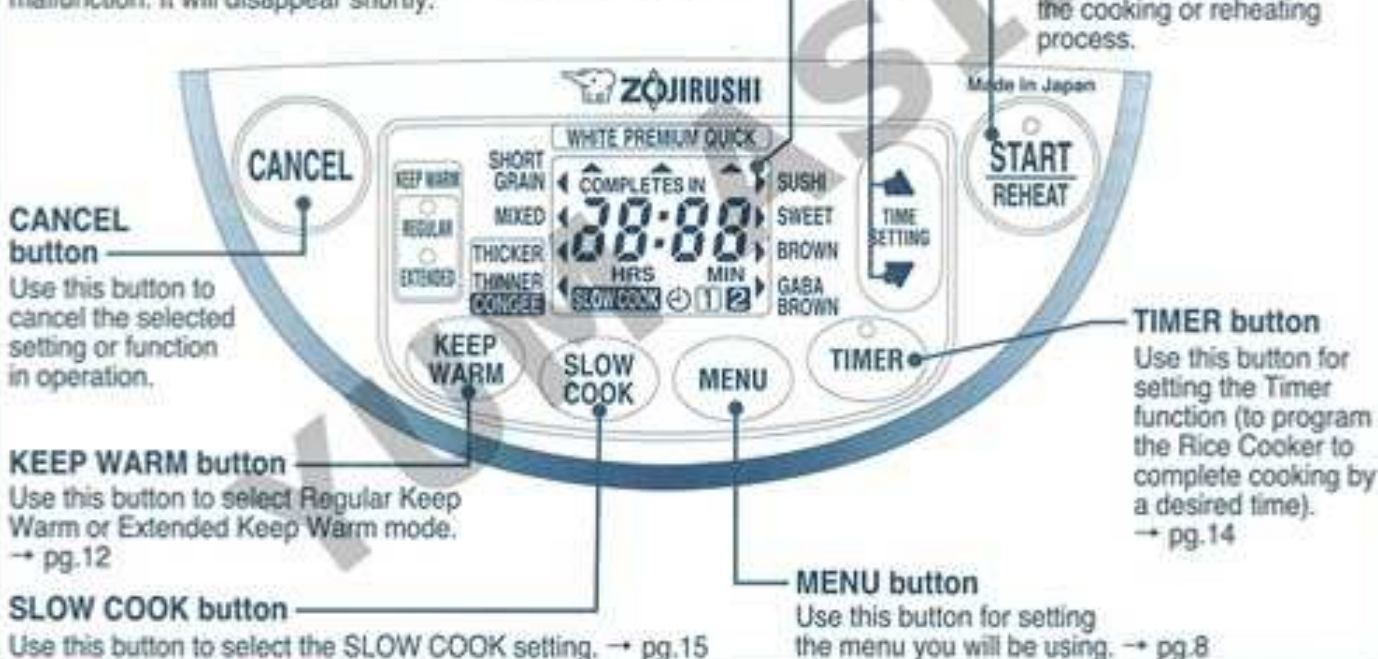 malfunction. It will disappear shortly.
the cooking or reheating
process.
Made in Japan
ZOJIRUSHI
CANCEL
KEEP WARM
REGULAR
EXTENDED
WHITE PREMIUM QUICK
SHORT
GRAIN
MIXED
THICKER
THINNER
CONGEE
COMPLETES IN
38:88
HRS MIN
SLOW COOK 1 2
SUSHI
SWEET
BROWN
GABA
BROWN
TIME
SETTING
START
REHEAT
KEEP
WARM
SLOW
COOK
MENU
TIMER
CANCEL
button
Use this button to
cancel the selected
setting or function
in operation.
KEEP WARM button
Use this button to select Regular Keep
Warm or Extended Keep Warm mode.
→ pg.12
SLOW COOK button
Use this button to select the SLOW COOK setting. → pg.15
MENU button
Use this button for setting
the menu you will be using. → pg.8
TIMER button
Use this button for
setting the Timer
function (to program
the Rice Cooker to
complete cooking by
a desired time).
→ pg.14